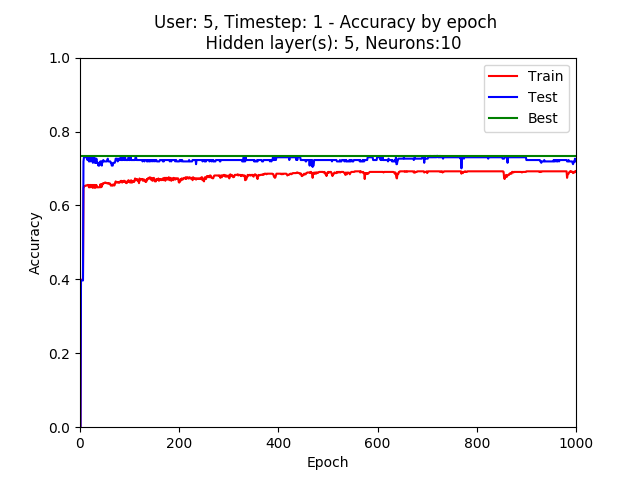 User: 5, Timestep: 1 - Accuracy by epoch
Hidden layer(s): 5, Neurons:10
1.0
0.8
0.6
0.4
0.2
0.0
Accuracy
Train
Test
Best
0 200 400 600 800 1000
Epoch